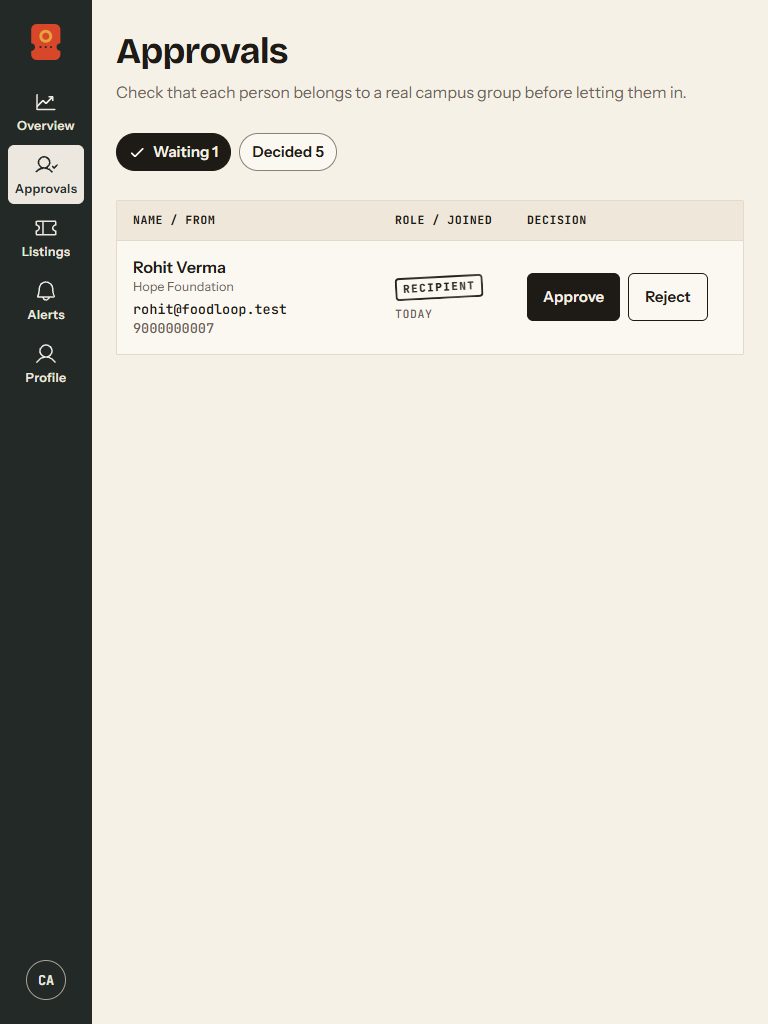 Overview
Approvals
Listings
Alerts
Profile
CA
Approvals
Check that each person belongs to a real campus group before letting them in.
Waiting 1
Decided 5
NAME / FROM
ROLE / JOINED
DECISION
Rohit Verma
Hope Foundation
rohit@foodloop.test
9000000007
RECIPIENT
TODAY
Approve
Reject